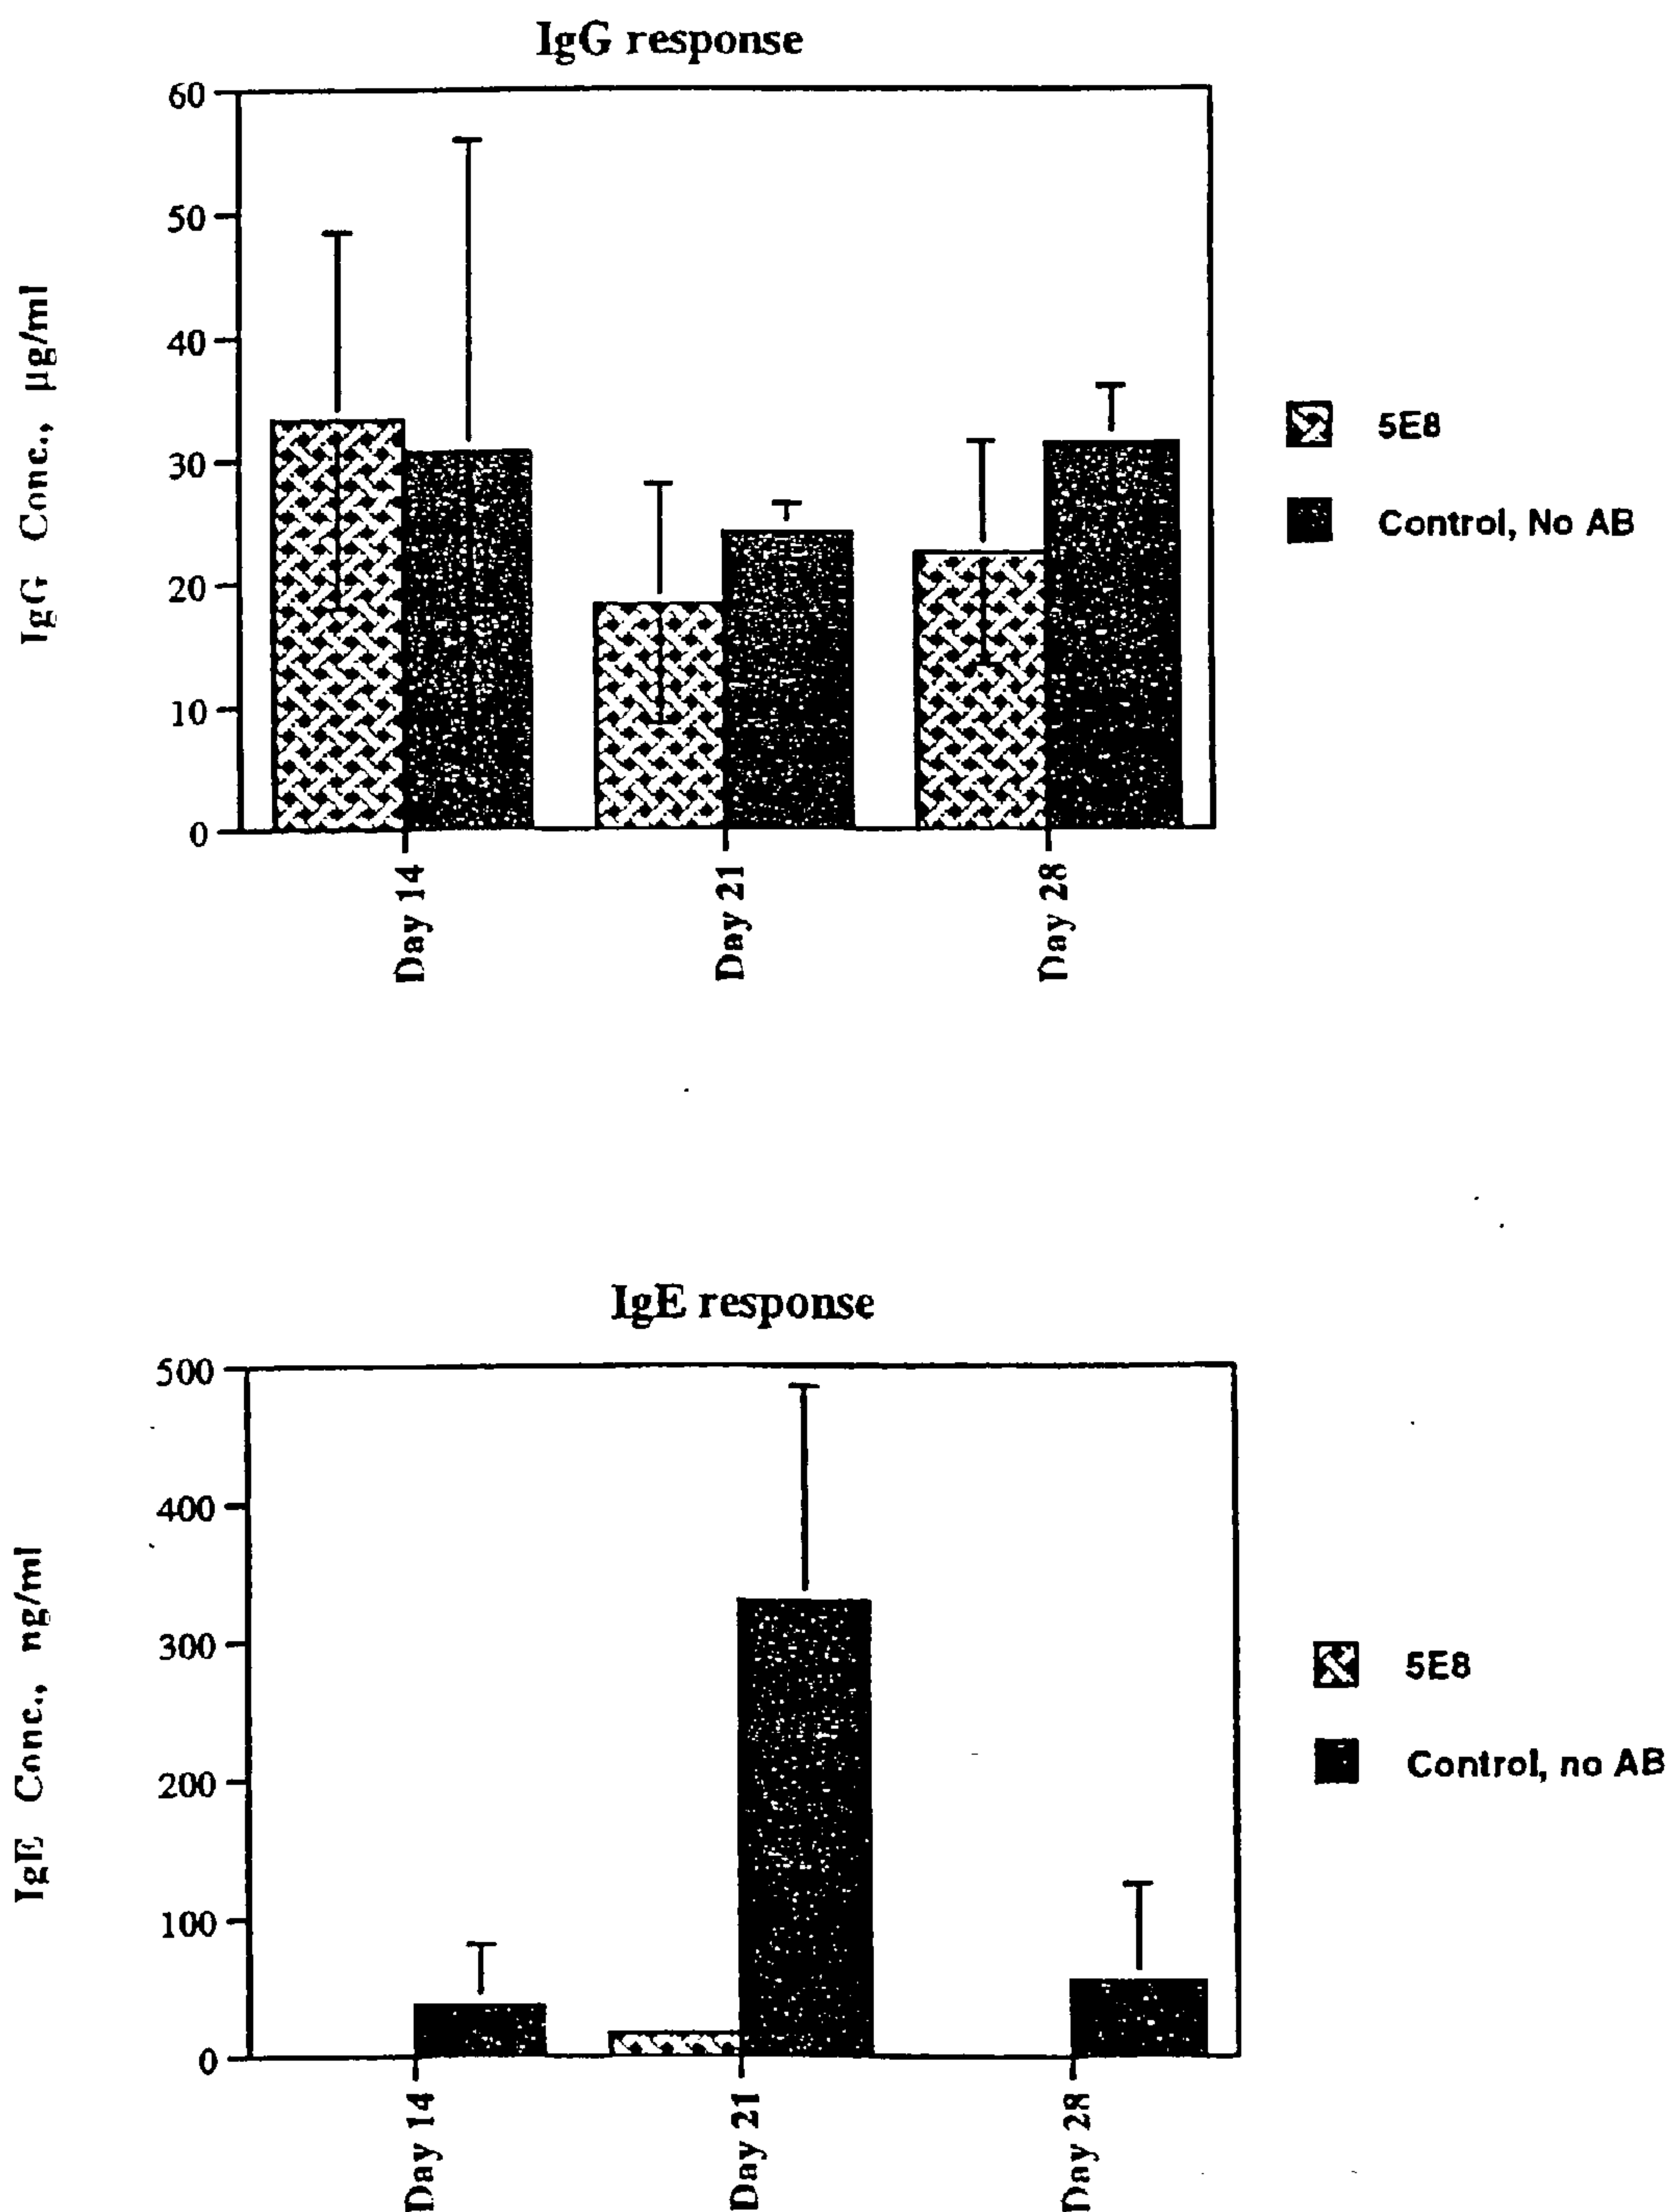 IgG response
60
50
40
30
20
10
0
IgG Conc., µg/ml
Day 14
Day 21
Day 28
5E8
Control, No AB
IgE response
500
400
300
200
100
0
IgE Conc., ng/ml
Day 14
Day 21
Day 28
5E8
Control, no AB